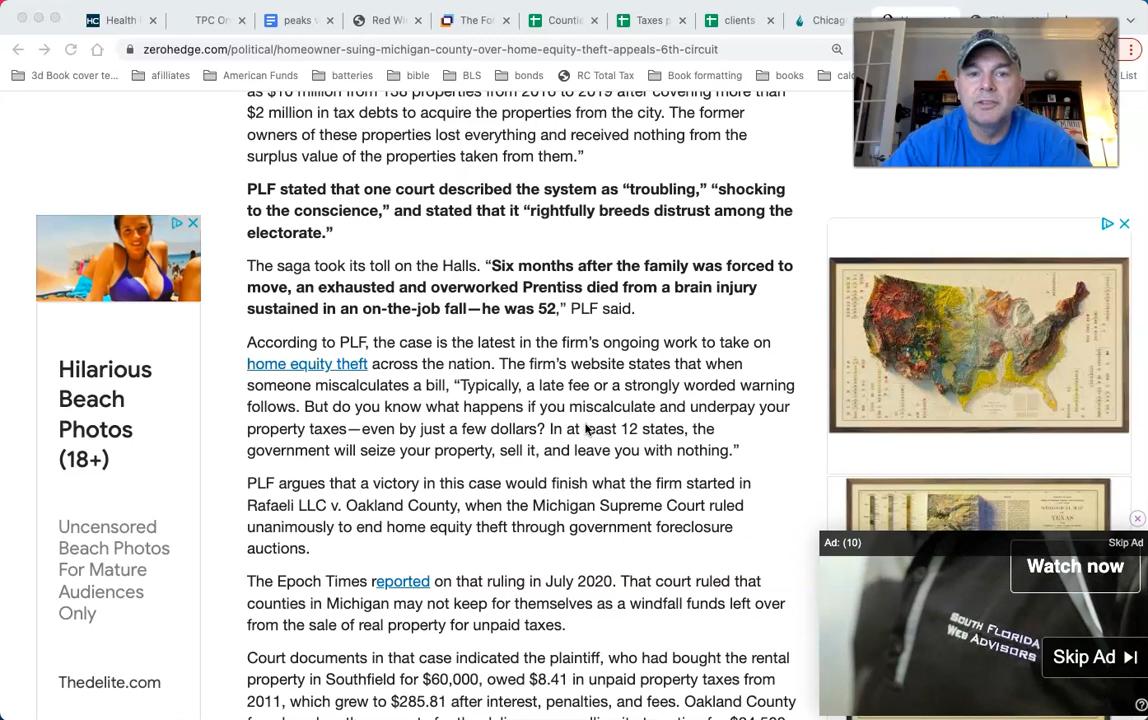 Health
TPC O
peaks
Red Wi
The Fo
Countie
Taxes p
clients
Chicag
zerohedge.com/political/homeowner-suing-michigan-county-over-home-equity-theft-appeals-6th-circuit
3d Book cover te...
afilliates
American Funds
batteries
bible
BLS
bonds
RC Total Tax
Book formatting
books
calc
List
as $10 million from 138 properties from 2016 to 2019 after covering more than
$2 million in tax debts to acquire the properties from the city. The former
owners of these properties lost everything and received nothing from the
surplus value of the properties taken from them.”
PLF stated that one court described the system as “troubling,” “shocking
to the conscience,” and stated that it “rightfully breeds distrust among the
electorate.”
The saga took its toll on the Halls. “Six months after the family was forced to
move, an exhausted and overworked Prentiss died from a brain injury
sustained in an on-the-job fall—he was 52,” PLF said.
According to PLF, the case is the latest in the firm’s ongoing work to take on
home equity theft across the nation. The firm’s website states that when
someone miscalculates a bill, “Typically, a late fee or a strongly worded warning
follows. But do you know what happens if you miscalculate and underpay your
property taxes—even by just a few dollars? In at least 12 states, the
government will seize your property, sell it, and leave you with nothing.”
PLF argues that a victory in this case would finish what the firm started in
Rafaeli LLC v. Oakland County, when the Michigan Supreme Court ruled
unanimously to end home equity theft through government foreclosure
auctions.
The Epoch Times reported on that ruling in July 2020. That court ruled that
counties in Michigan may not keep for themselves as a windfall funds left over
from the sale of real property for unpaid taxes.
Court documents in that case indicated the plaintiff, who had bought the rental
property in Southfield for $60,000, owed $8.41 in unpaid property taxes from
2011, which grew to $285.81 after interest, penalties, and fees. Oakland County
Hilarious
Beach
Photos
(18+)
Uncensored
Beach Photos
For Mature
Audiences
Only
Thedelite.com
Ad: (10)
Skip Ad
Watch now
South Florida
Web Advisors
Skip Ad